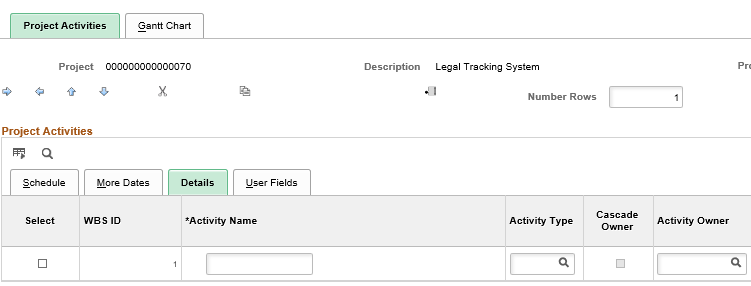 Project Activities Gantt Chart
Project 000000000000070 Description Legal Tracking System
Number Rows 1
Project Activities
Schedule More Dates Details User Fields
Select WBS ID *Activity Name Activity Type Cascade Owner Activity Owner
1